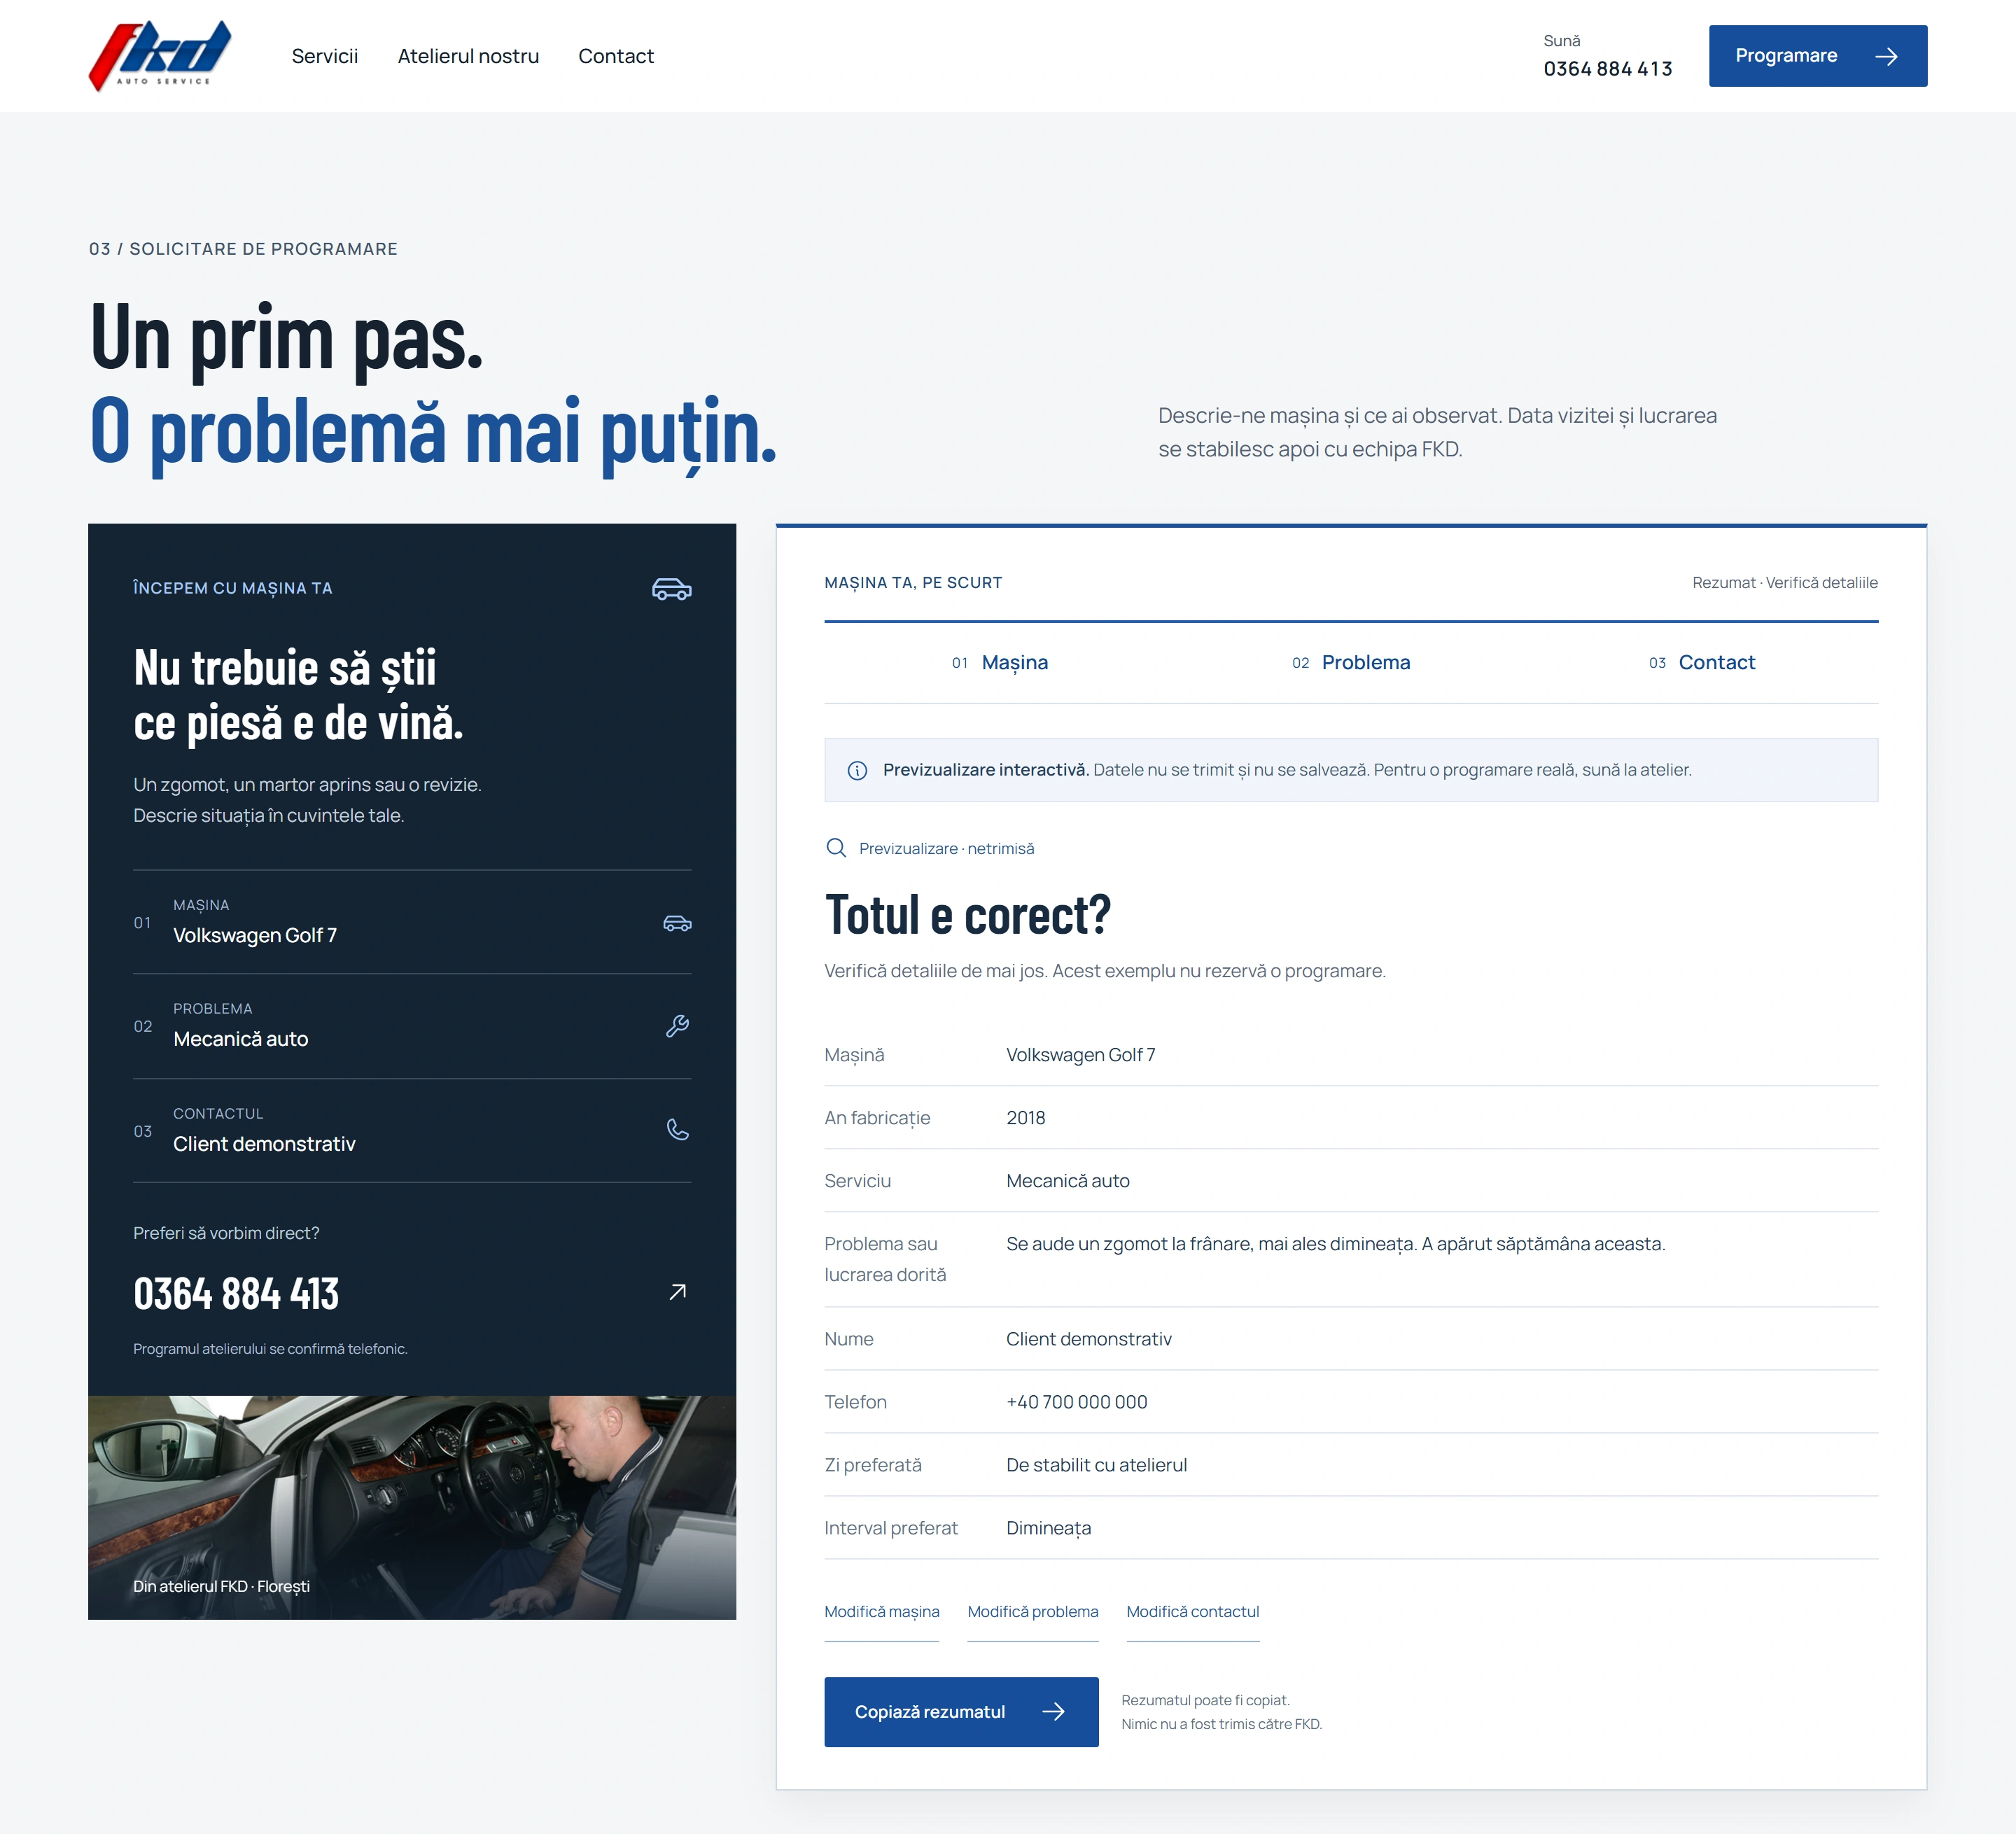 fkd
AUTO SERVICE
Servicii
Atelierul nostru
Contact
Sună
0364 884 413
Programare
03 / SOLICITARE DE PROGRAMARE
Un prim pas.
O problemă mai puțin.
Descrie-ne mașina și ce ai observat. Data vizitei și lucrarea
se stabilesc apoi cu echipa FKD.
ÎNCEPEM CU MAȘINA TA
Nu trebuie să știi
ce piesă e de vină.
Un zgomot, un martor aprins sau o revizie.
Descrie situația în cuvintele tale.
01
MAȘINA
Volkswagen Golf 7
02
PROBLEMA
Mecanică auto
03
CONTACTUL
Client demonstrativ
Preferi să vorbim direct?
0364 884 413
Programul atelierului se confirmă telefonic.
Din atelierul FKD · Florești
MAȘINA TA, PE SCURT
Rezumat · Verifică detaliile
01 Mașina
02 Problema
03 Contact
Previzualizare interactivă. Datele nu se trimit și nu se salvează. Pentru o programare reală, sună la atelier.
Previzualizare · netrimisă
Totul e corect?
Verifică detaliile de mai jos. Acest exemplu nu rezervă o programare.
Mașină Volkswagen Golf 7
An fabricație 2018
Serviciu Mecanică auto
Problema sau Se aude un zgomot la frânare, mai ales dimineața. A apărut săptămâna aceasta.
lucrarea dorită
Nume Client demonstrativ
Telefon +40 700 000 000
Zi preferată De stabilit cu atelierul
Interval preferat Dimineața
Modifică mașina
Modifică problema
Modifică contactul
Copiază rezumatul
Rezumatul poate fi copiat.
Nimic nu a fost trimis către FKD.